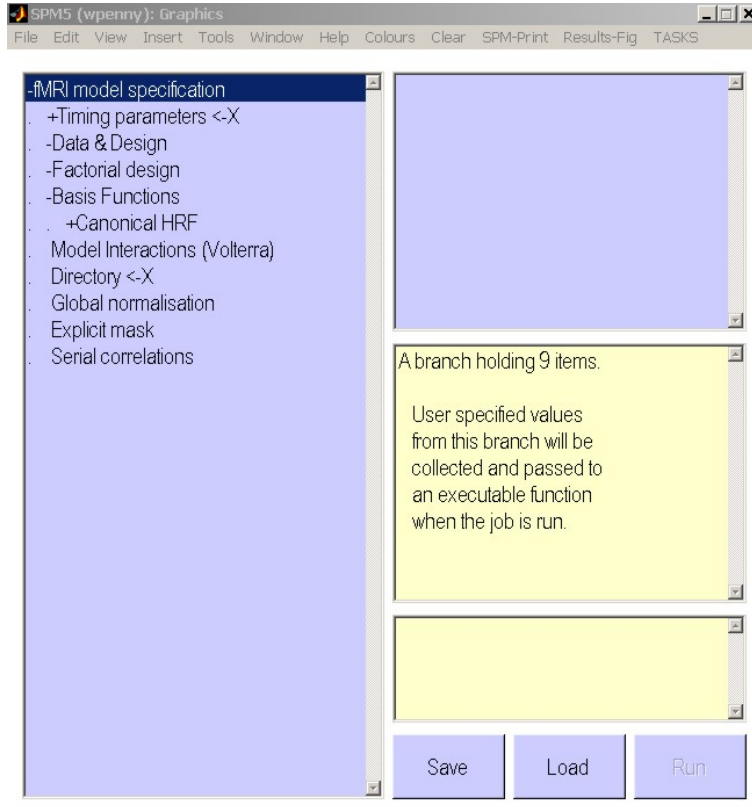 SPM5 (wpenny): Graphics
File Edit View Insert Tools Window Help Colours Clear SPM-Print Results-Fig TASKS
-fMRI model specification
. +Timing parameters <-X
. -Data & Design
. -Factorial design
. -Basis Functions
. . +Canonical HRF
. Model Interactions (Volterra)
. Directory <-X
. Global normalisation
. Explicit mask
. Serial correlations
A branch holding 9 items.
User specified values
from this branch will be
collected and passed to
an executable function
when the job is run.
Save Load Run